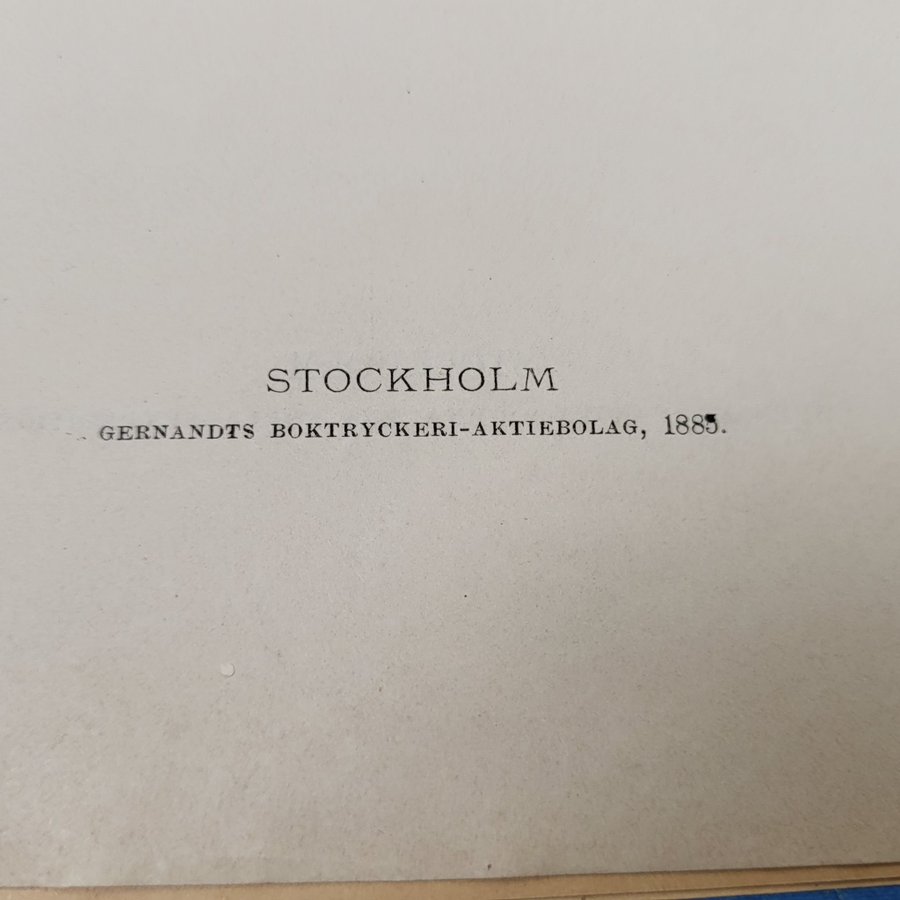 STOCKHOLM
GERNANDTS BOKTRYCKERI-AKTIEBOLAG, 1885.